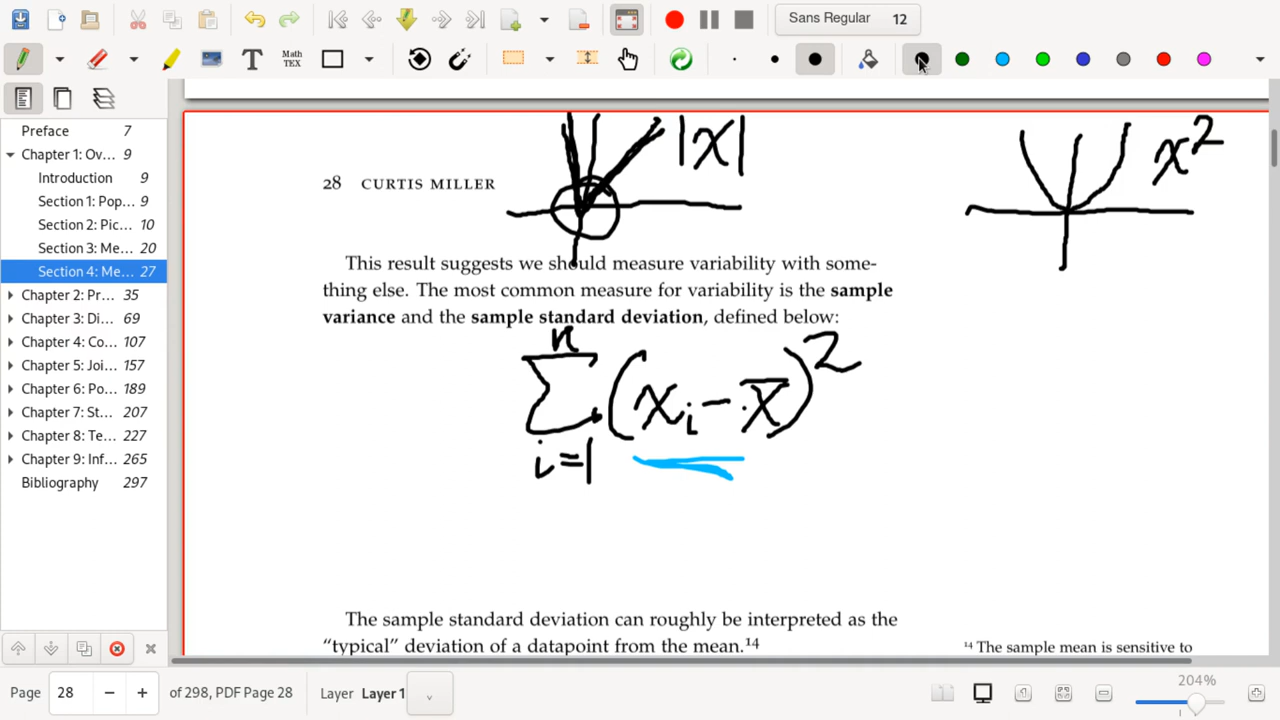 Sans Regular 12
T
Math
TEX
Preface 7
Chapter 1: Ov... 9
Introduction 9
Section 1: Pop... 9
Section 2: Pic... 10
Section 3: Me... 20
Section 4: Me... 27
Chapter 2: Pr... 35
Chapter 3: Di... 69
Chapter 4: Co... 107
Chapter 5: Joi... 157
Chapter 6: Po... 189
Chapter 7: St... 207
Chapter 8: Te... 227
Chapter 9: Inf... 265
Bibliography 297
|x|
x²
28 CURTIS MILLER
This result suggests we should measure variability with some-
thing else. The most common measure for variability is the sample
variance and the sample standard deviation, defined below:
n
∑ (xᵢ − x̄)²
i=1
The sample standard deviation can roughly be interpreted as the
“typical” deviation of a datapoint from the mean.¹⁴
¹⁴ The sample mean is sensitive to
Page 28 of 298, PDF Page 28 Layer Layer 1 204%